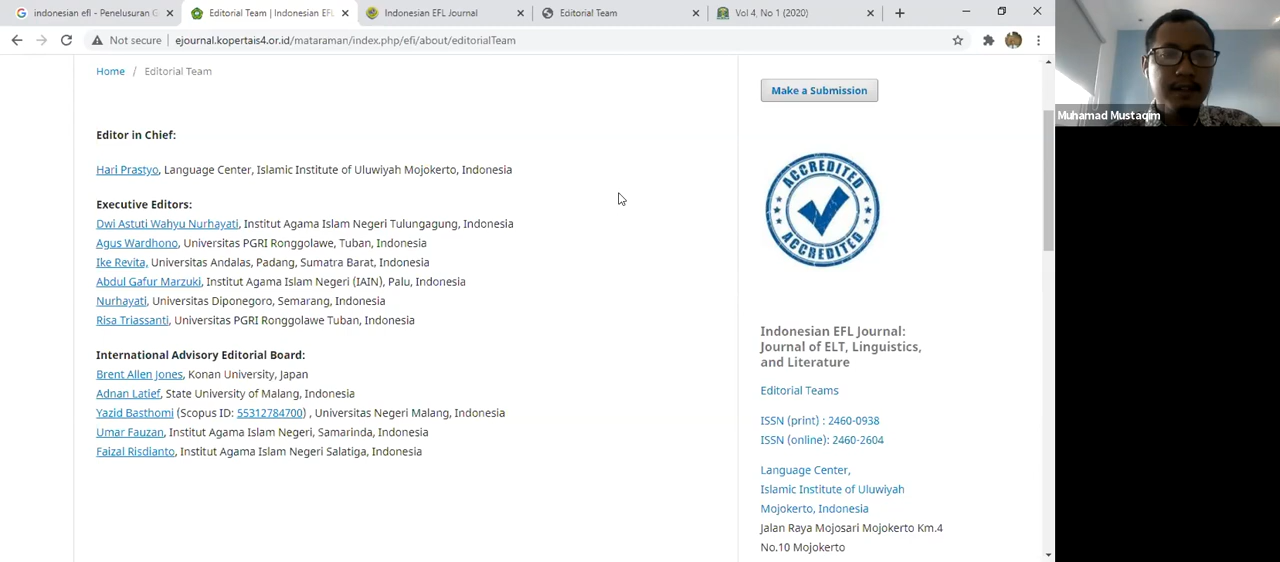 indonesian efl - Penelusuran G
Editorial Team | Indonesian EFL
Indonesian EFL Journal
Editorial Team
Vol 4, No 1 (2020)
Not secure
ejournal.kopertais4.or.id/mataraman/index.php/efi/about/editorialTeam
Home / Editorial Team
Editor in Chief:
Hari Prastyo, Language Center, Islamic Institute of Uluwiyah Mojokerto, Indonesia
Executive Editors:
Dwi Astuti Wahyu Nurhayati, Institut Agama Islam Negeri Tulungagung, Indonesia
Agus Wardhono, Universitas PGRI Ronggolawe, Tuban, Indonesia
Ike Revita, Universitas Andalas, Padang, Sumatra Barat, Indonesia
Abdul Gafur Marzuki, Institut Agama Islam Negeri (IAIN), Palu, Indonesia
Nurhayati, Universitas Diponegoro, Semarang, Indonesia
Risa Triassanti, Universitas PGRI Ronggolawe Tuban, Indonesia
International Advisory Editorial Board:
Brent Allen Jones, Konan University, Japan
Adnan Latief, State University of Malang, Indonesia
Yazid Basthomi (Scopus ID: 55312784700) , Universitas Negeri Malang, Indonesia
Umar Fauzan, Institut Agama Islam Negeri, Samarinda, Indonesia
Faizal Risdianto, Institut Agama Islam Negeri Salatiga, Indonesia
Make a Submission
ACCREDITED
ACCREDITED
Indonesian EFL Journal:
Journal of ELT, Linguistics,
and Literature
Editorial Teams
ISSN (print) : 2460-0938
ISSN (online): 2460-2604
Language Center,
Islamic Institute of Uluwiyah
Mojokerto, Indonesia
Jalan Raya Mojosari Mojokerto Km.4
No.10 Mojokerto
Muhamad Mustaqim